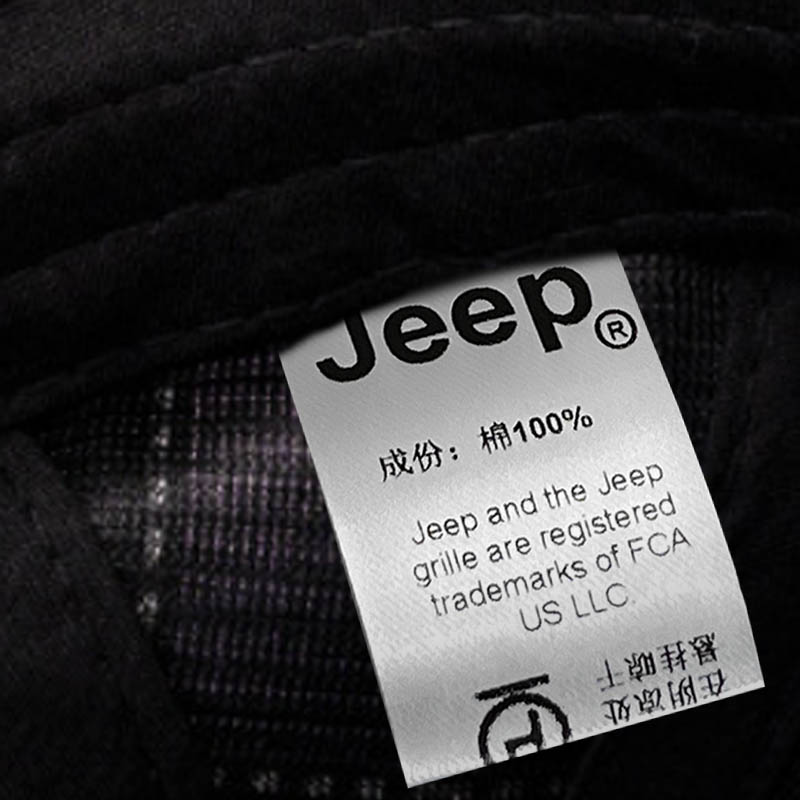 Jeep®
成份：棉100%
Jeep and the Jeep
grille are registered
trademarks of FCA
US LLC.
在阴凉处
悬挂晾干